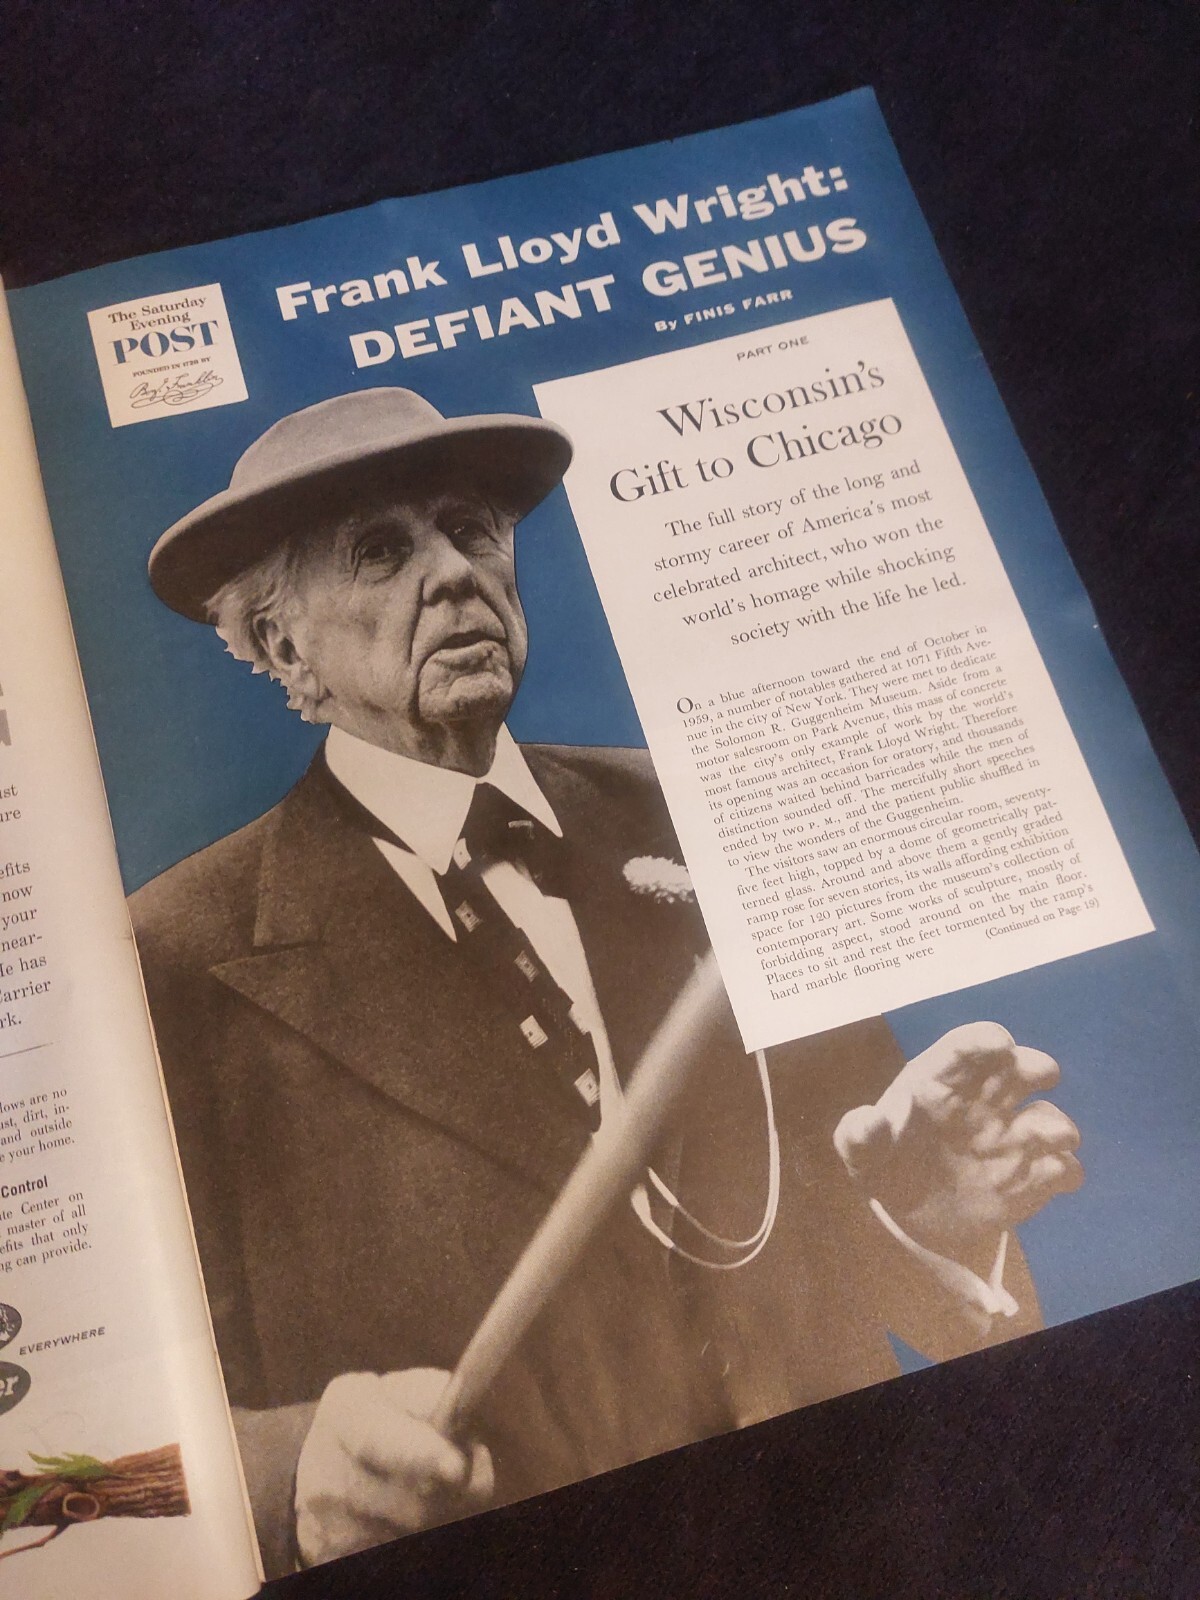 The Saturday
Evening
POST
FOUNDED IN 1728 BY
Benj. Franklin
Frank Lloyd Wright:
DEFIANT GENIUS
By FINIS FARR
PART ONE
Wisconsin's
Gift to Chicago
The full story of the long and
stormy career of America's most
celebrated architect, who won the
world's homage while shocking
society with the life he led.
On a blue afternoon toward the end of October in
1959, a number of notables gathered at 1071 Fifth Ave-
nue in the city of New York. They were met to dedicate
the Solomon R. Guggenheim Museum. Aside from a
motor salesroom on Park Avenue, this mass of concrete
was the city's only example of work by the world's
most famous architect, Frank Lloyd Wright. Therefore
its opening was an occasion for oratory, and thousands
of citizens waited behind barricades while the men of
distinction sounded off. The mercifully short speeches
ended by two P. M., and the patient public shuffled in
to view the wonders of the Guggenheim.
The visitors saw an enormous circular room, seventy-
five feet high, topped by a dome of geometrically pat-
terned glass. Around and above them a gently graded
ramp rose for seven stories, its walls affording exhibition
space for 120 pictures from the museum's collection of
contemporary art. Some works of sculpture, mostly of
forbidding aspect, stood around on the main floor.
Places to sit and rest the feet tormented by the ramp's
hard marble flooring were (Continued on Page 19)
efits
now
your
near-
He has
Carrier
rk.
lows are no
ust, dirt, in-
and outside
e your home.
Control
ate Center on
master of all
efits that only
ng can provide.
EVERYWHERE
er